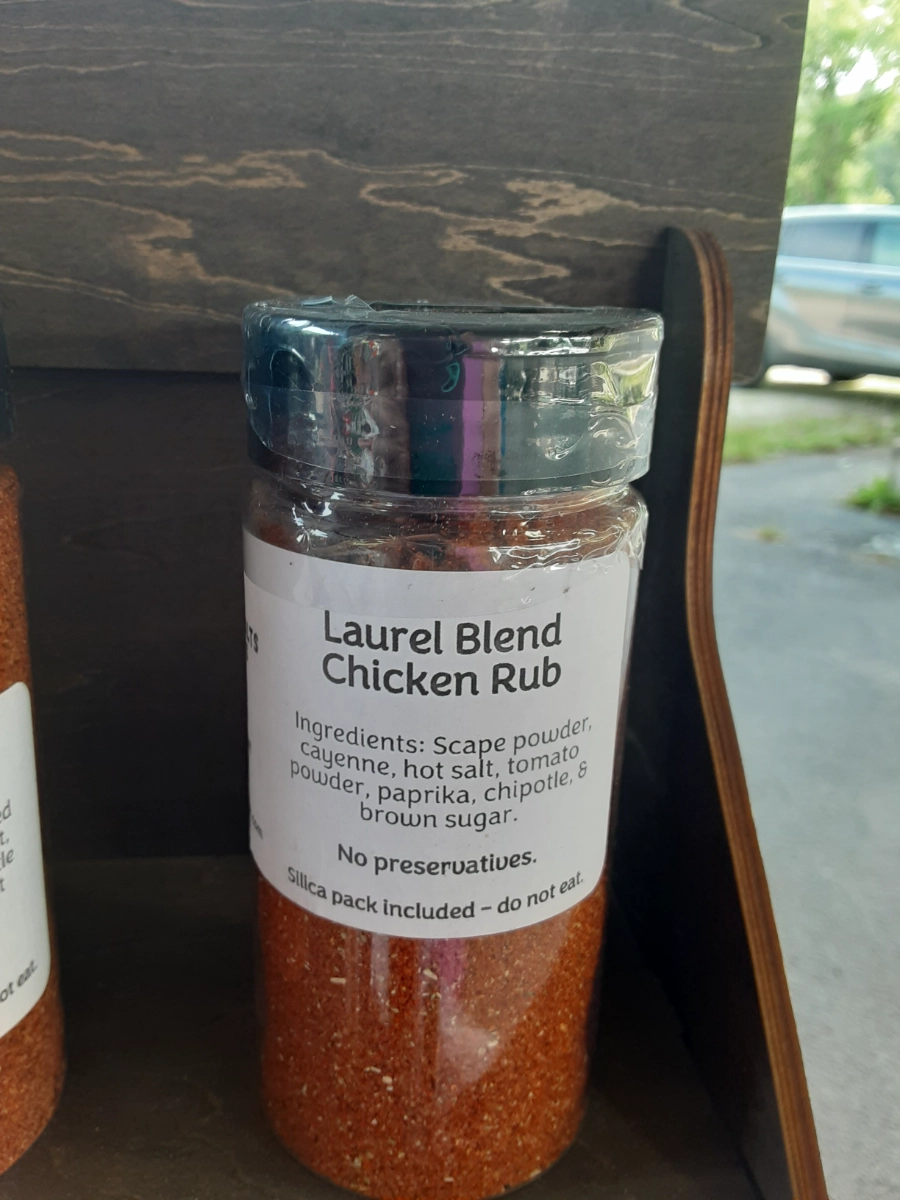 Laurel Blend
Chicken Rub
Ingredients: Scape powder,
cayenne, hot salt, tomato
powder, paprika, chipotle, &
brown sugar.
No preservatives.
Silica pack included - do not eat.